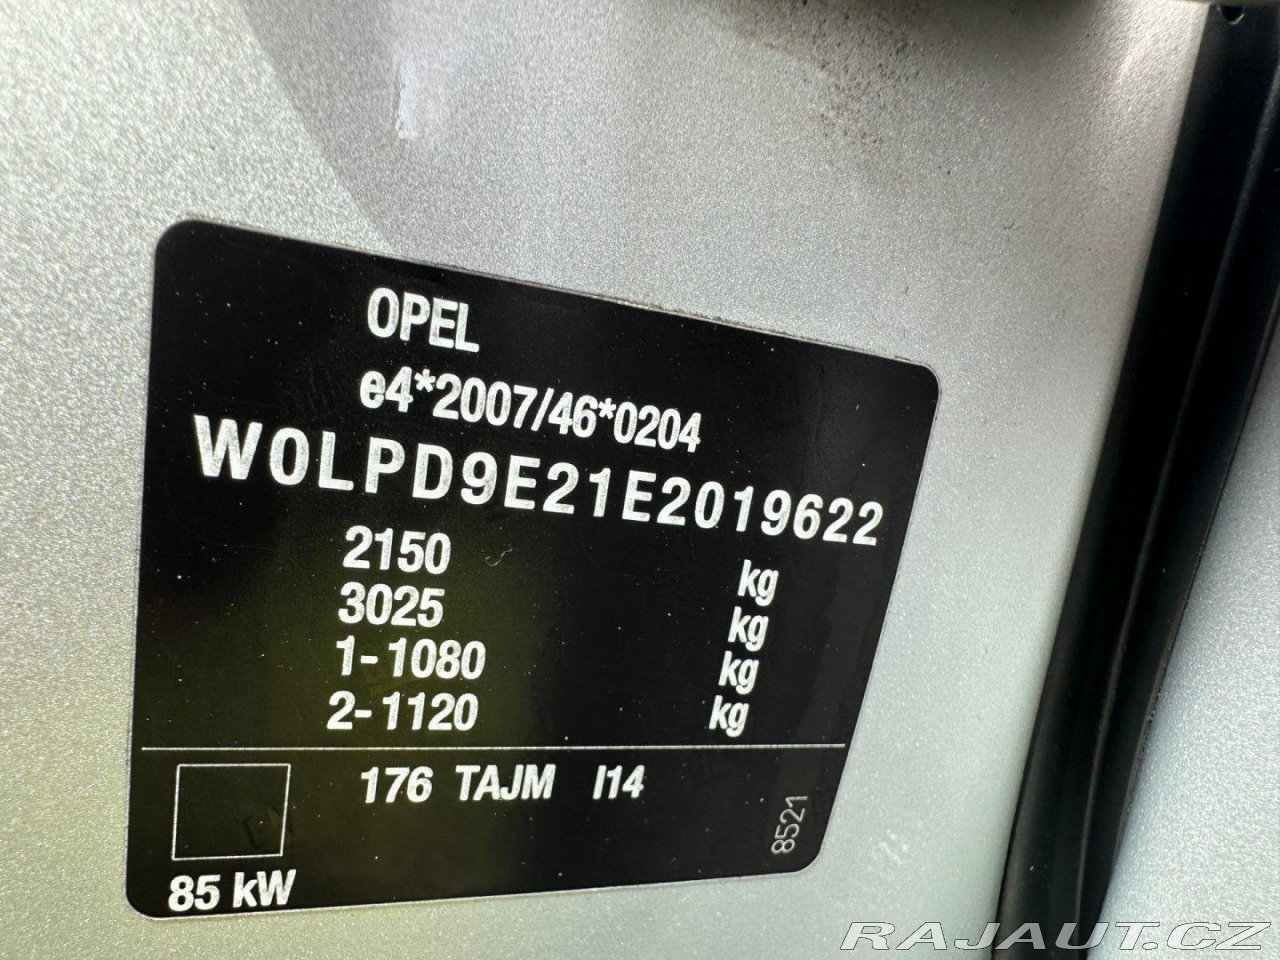 OPEL
e4*2007/46*0204
W0LPD9E21E2019622
2150 kg
3025 kg
1-1080 kg
2-1120 kg
176 TAJM I14
8521
85 kW
RAJAUT.CZ